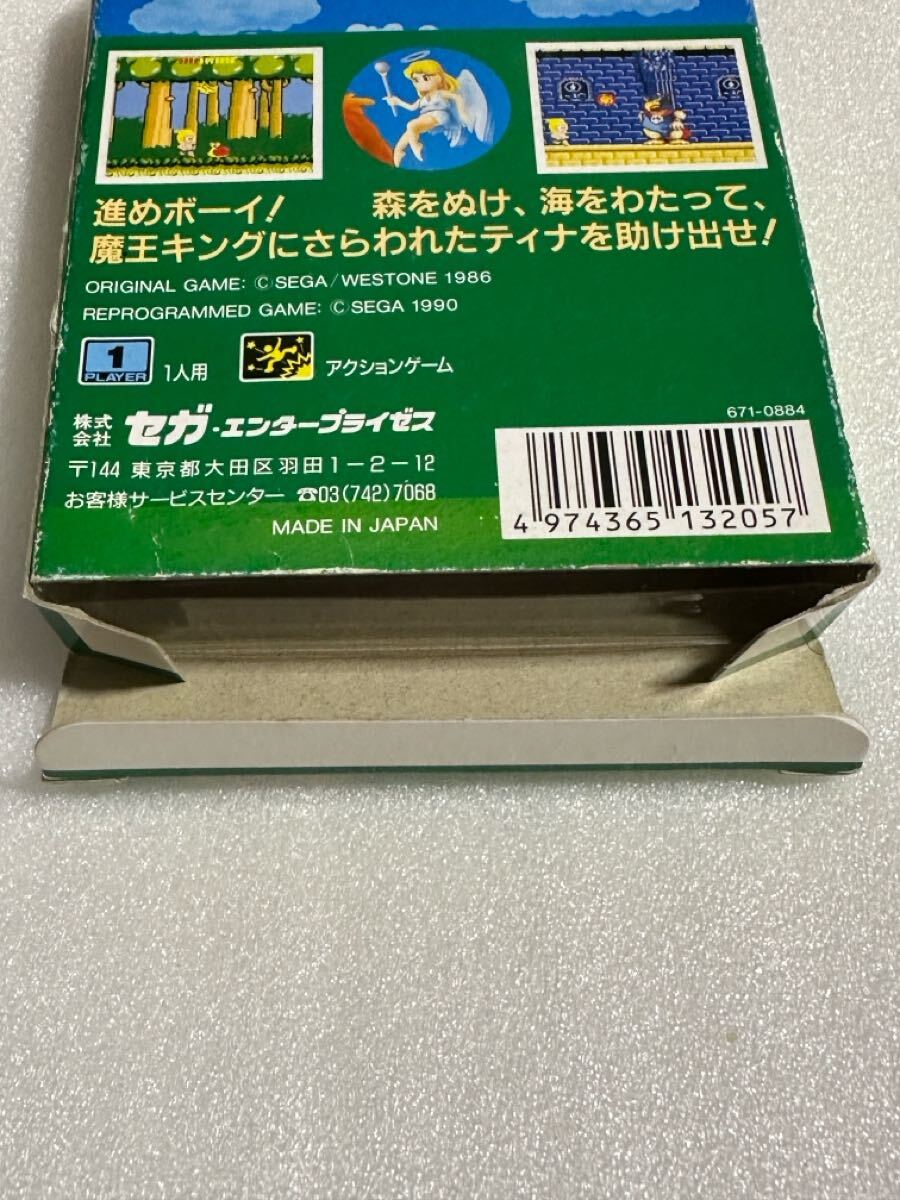 進めボーイ! 森をぬけ、海をわたって、
魔王キングにさらわれたティナを助け出せ!
ORIGINAL GAME: ©SEGA/WESTONE 1986
REPROGRAMMED GAME: ©SEGA 1990
1
PLAYER
1人用
アクションゲーム
株式会社 セガ・エンタープライゼス
〒144 東京都大田区羽田1-2-12
お客様サービスセンター ☎03(742)7068
MADE IN JAPAN
671-0884
4 974365 132057